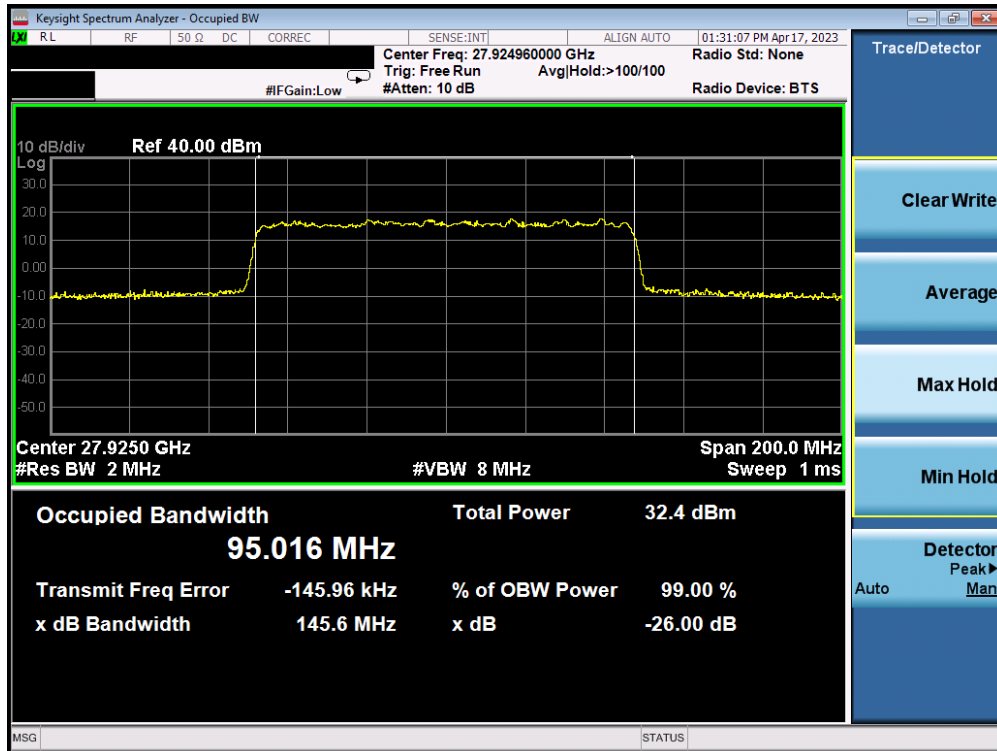 Keysight Spectrum Analyzer - Occupied BW
LXI RL RF 50 Ω DC CORREC SENSE:INT ALIGN AUTO 01:31:07 PM Apr 17, 2023
Center Freq: 27.924960000 GHz Radio Std: None
Trig: Free Run Avg|Hold:>100/100
#IFGain:Low #Atten: 10 dB Radio Device: BTS
10 dB/div Ref 40.00 dBm
Log
30.0
20.0
10.0
0.00
-10.0
-20.0
-30.0
-40.0
-50.0
Center 27.9250 GHz Span 200.0 MHz
#Res BW 2 MHz #VBW 8 MHz Sweep 1 ms
Occupied Bandwidth Total Power 32.4 dBm
95.016 MHz
Transmit Freq Error -145.96 kHz % of OBW Power 99.00 %
x dB Bandwidth 145.6 MHz x dB -26.00 dB
MSG STATUS
Trace/Detector
Clear Write
Average
Max Hold
Min Hold
Detector
Peak▶
Auto Man